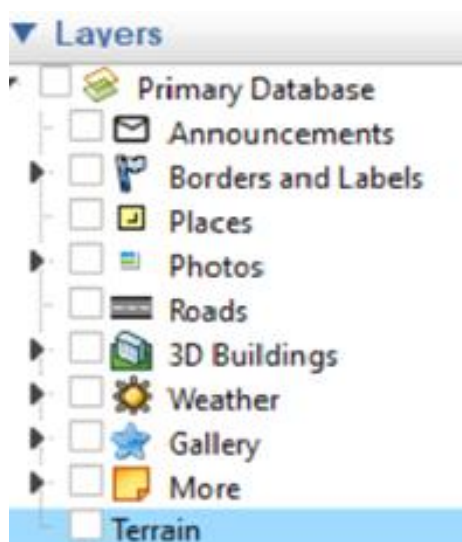 Layers
Primary Database
Announcements
Borders and Labels
Places
Photos
Roads
3D Buildings
Weather
Gallery
More
Terrain